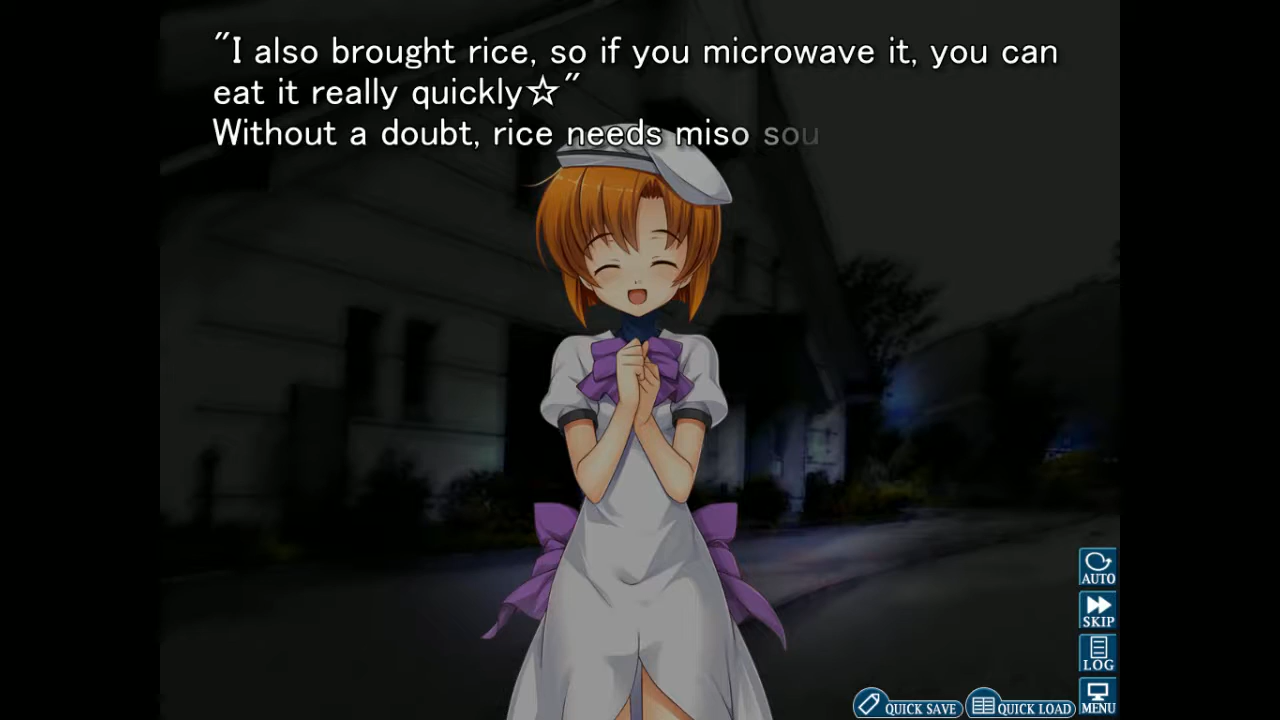 "I also brought rice, so if you microwave it, you can
eat it really quickly☆"
Without a doubt, rice needs miso sou
AUTO
SKIP
LOG
MENU
QUICK SAVE
QUICK LOAD